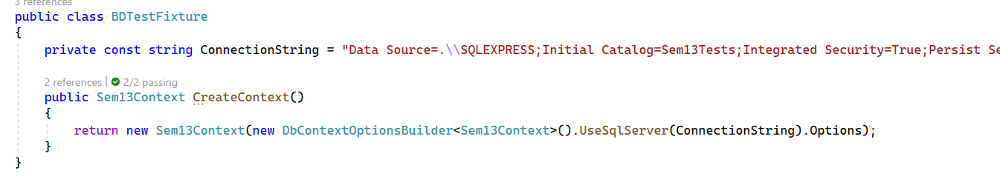 3 references
public class BDTestFixture
{
private const string ConnectionString = "Data Source=.\\SQLEXPRESS;Initial Catalog=Sem13Tests;Integrated Security=True;Persist Se
2 references | 2/2 passing
public Sem13Context CreateContext()
{
return new Sem13Context(new DbContextOptionsBuilder<Sem13Context>().UseSqlServer(ConnectionString).Options);
}
}